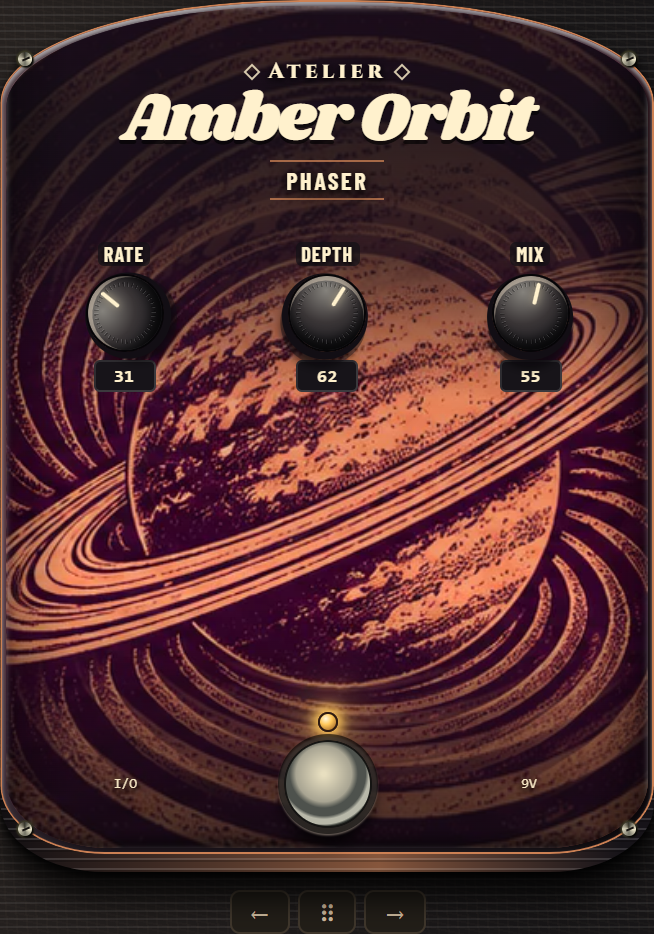 ATELIER
Amber Orbit
PHASER
RATE DEPTH MIX
31 62 55
I/O 9V
← →